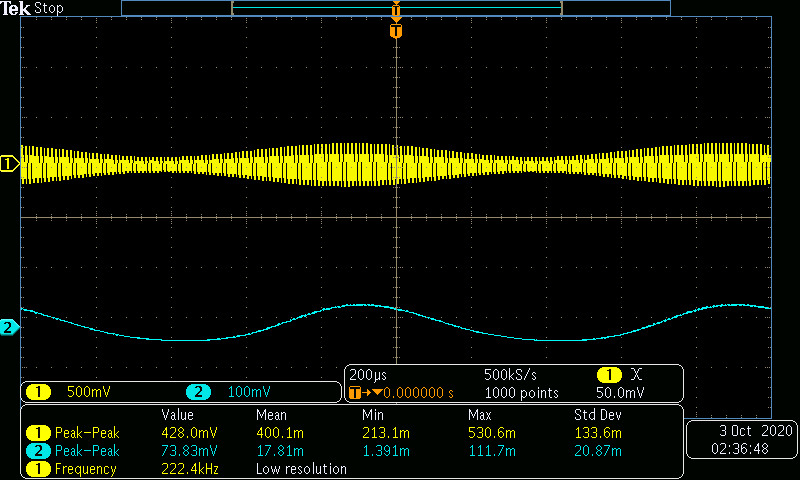 Tek Stop
T
T
1
2
1 500mV 2 100mV
200µs 500kS/s 1 X
T→▼0.000000 s 1000 points 50.0mV
Value Mean Min Max Std Dev
1 Peak–Peak 428.0mV 400.1m 213.1m 530.6m 133.6m
2 Peak–Peak 73.83mV 17.81m 1.391m 111.7m 20.87m
1 Frequency 222.4kHz Low resolution
3 Oct 2020
02:36:48